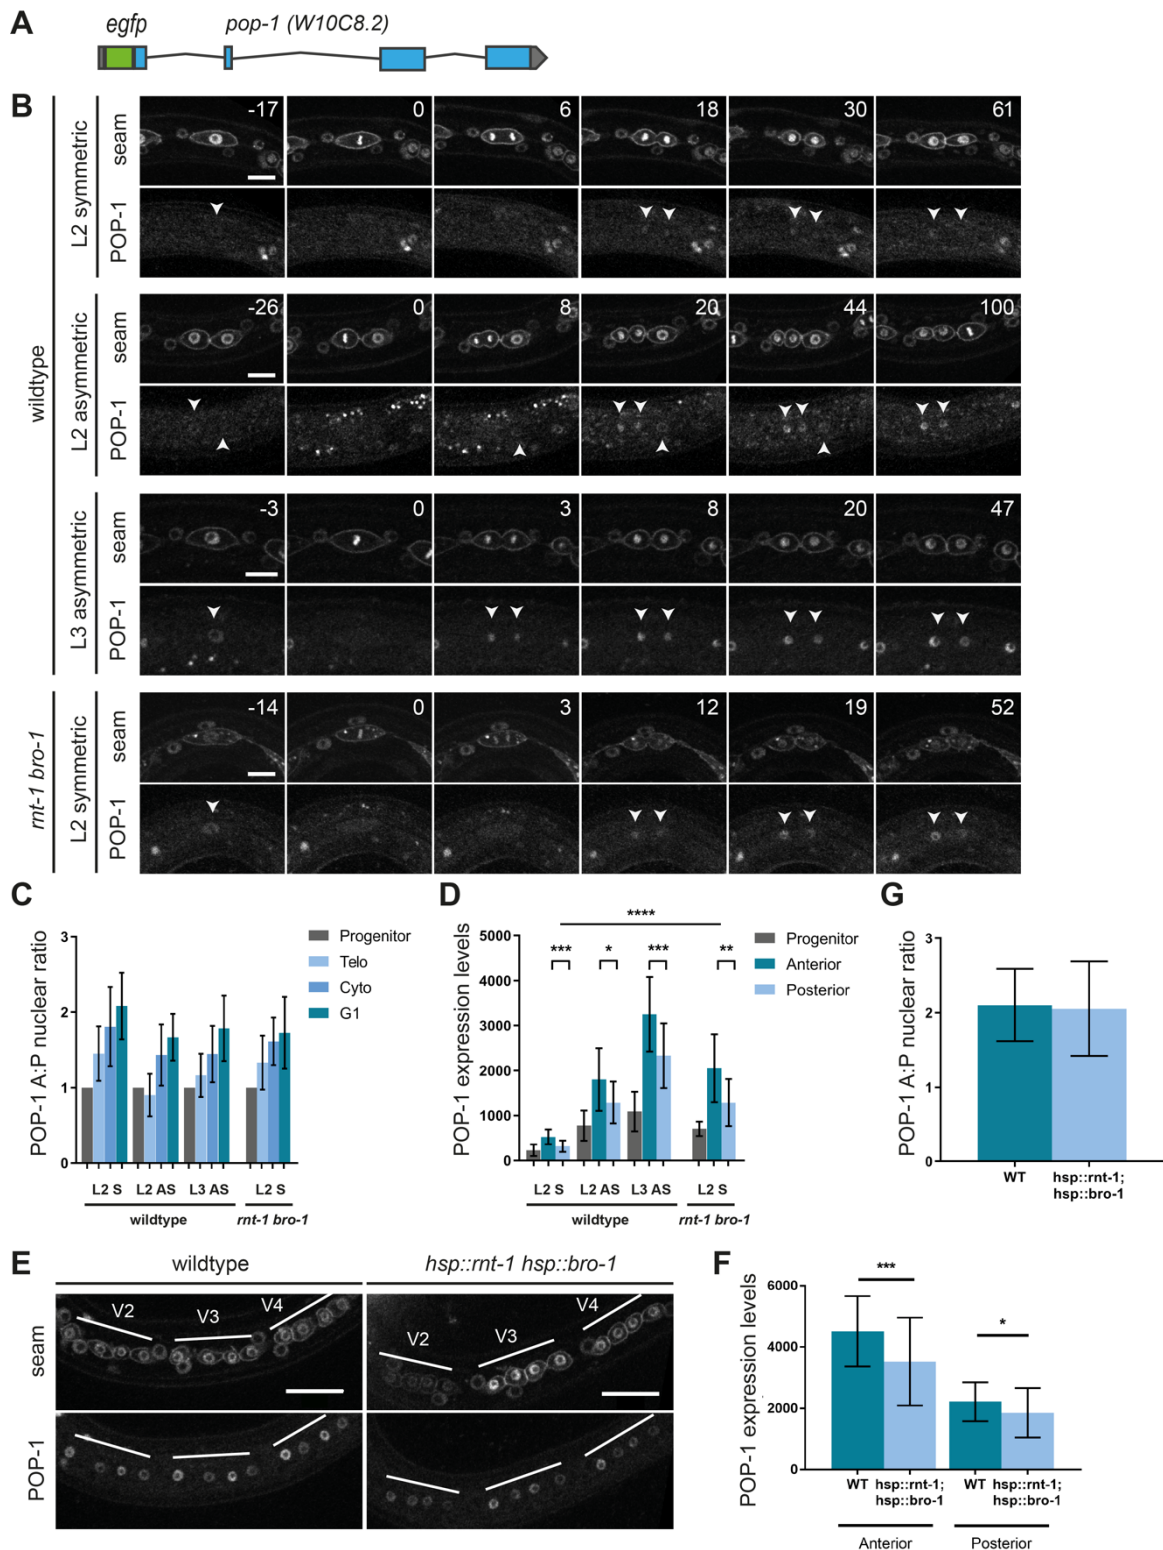 A
egfp
pop-1 (W10C8.2)
B
wildtype
L2 symmetric
seam
-17 0 6 18 30 61
POP-1
L2 asymmetric
seam
-26 0 8 20 44 100
POP-1
L3 asymmetric
seam
-3 0 3 8 20 47
POP-1
rnt-1 bro-1
L2 symmetric
seam
-14 0 3 12 19 52
POP-1
C
POP-1 A:P nuclear ratio
3
2
1
0
Progenitor
Telo
Cyto
G1
L2 S L2 AS L3 AS L2 S
wildtype rnt-1 bro-1
D
POP-1 expression levels
5000
4000
3000
2000
1000
0
****
*** * *** **
Progenitor
Anterior
Posterior
L2 S L2 AS L3 AS L2 S
wildtype rnt-1 bro-1
G
POP-1 A:P nuclear ratio
3
2
1
0
WT hsp::rnt-1;
hsp::bro-1
E
wildtype hsp::rnt-1 hsp::bro-1
seam
V2 V3 V4
V2 V3 V4
POP-1
F
POP-1 expression levels
6000
4000
2000
0
***
*
WT hsp::rnt-1; WT hsp::rnt-1;
hsp::bro-1 hsp::bro-1
Anterior Posterior